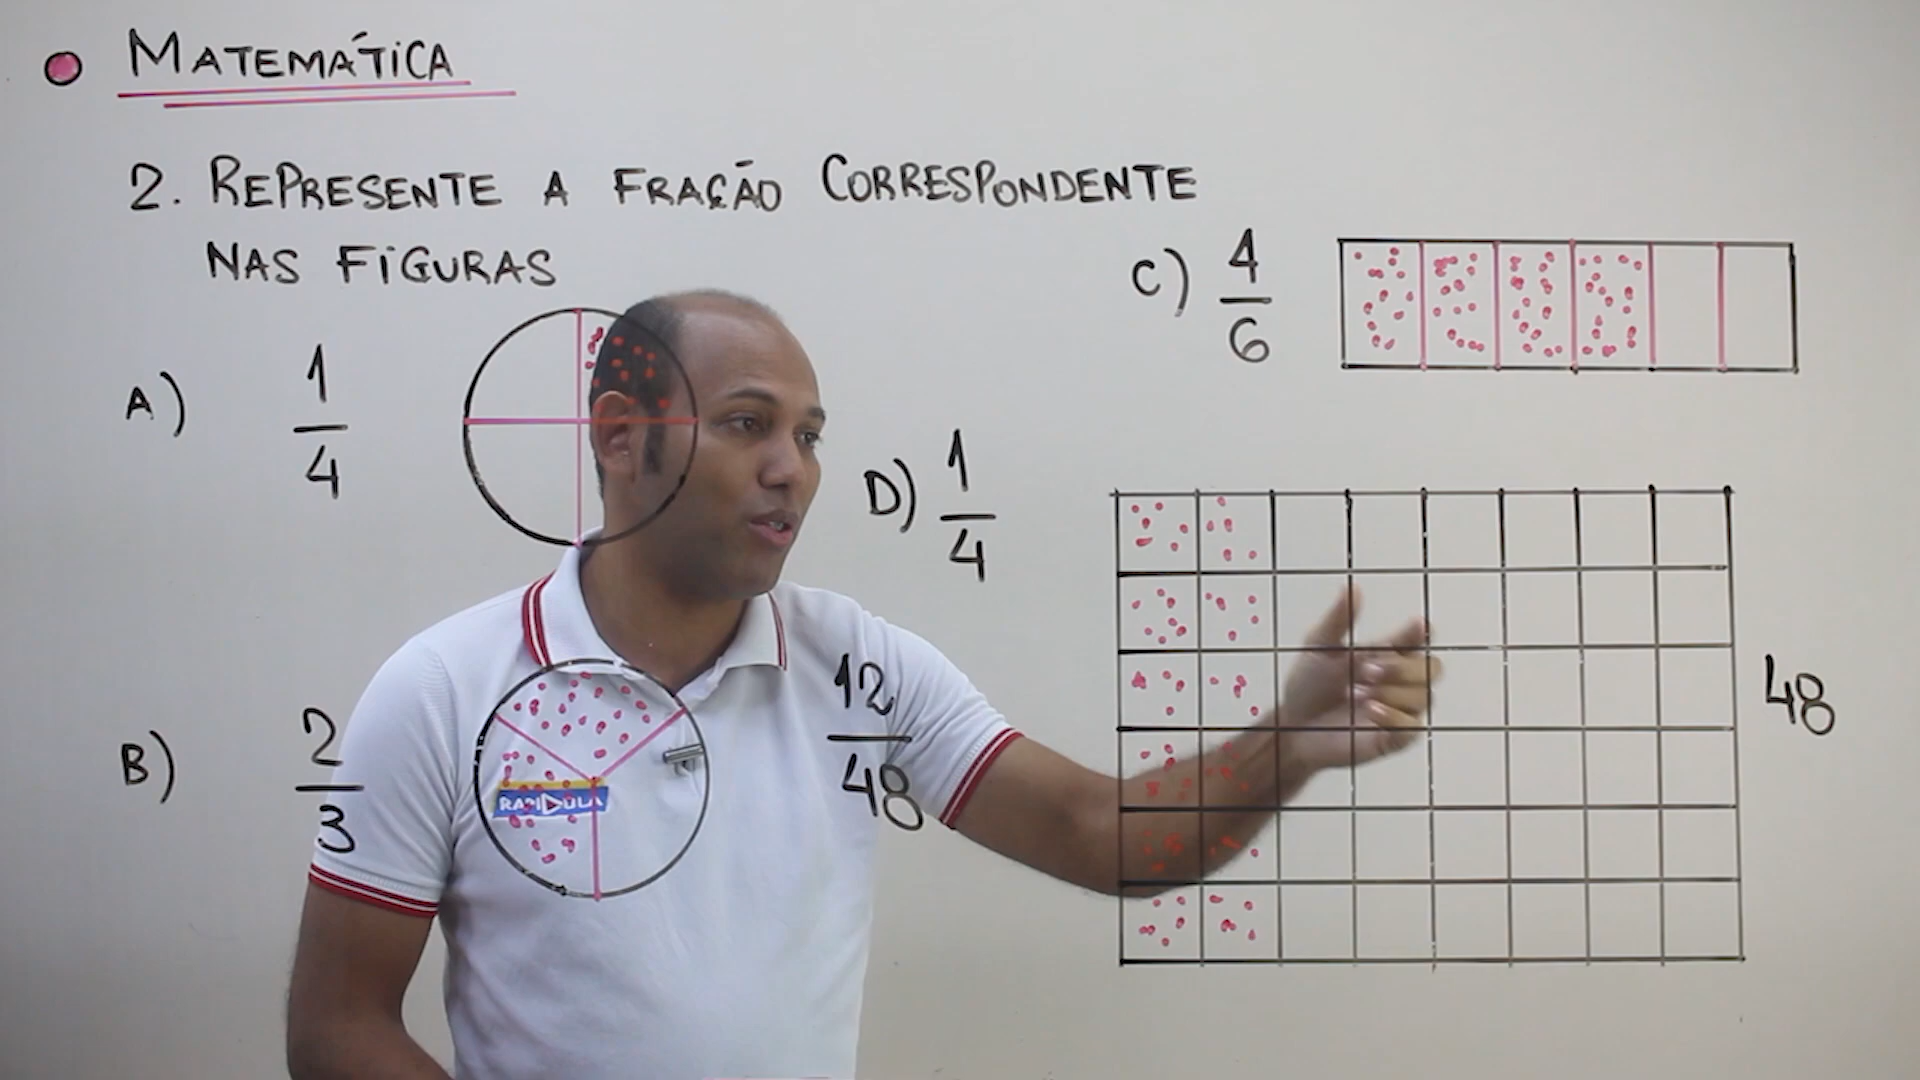 MATEMÁTICA
2. REPRESENTE A FRAÇÃO CORRESPONDENTE
NAS FIGURAS
A) 1/4
B) 2/3
C) 4/6
D) 1/4
12/48
48